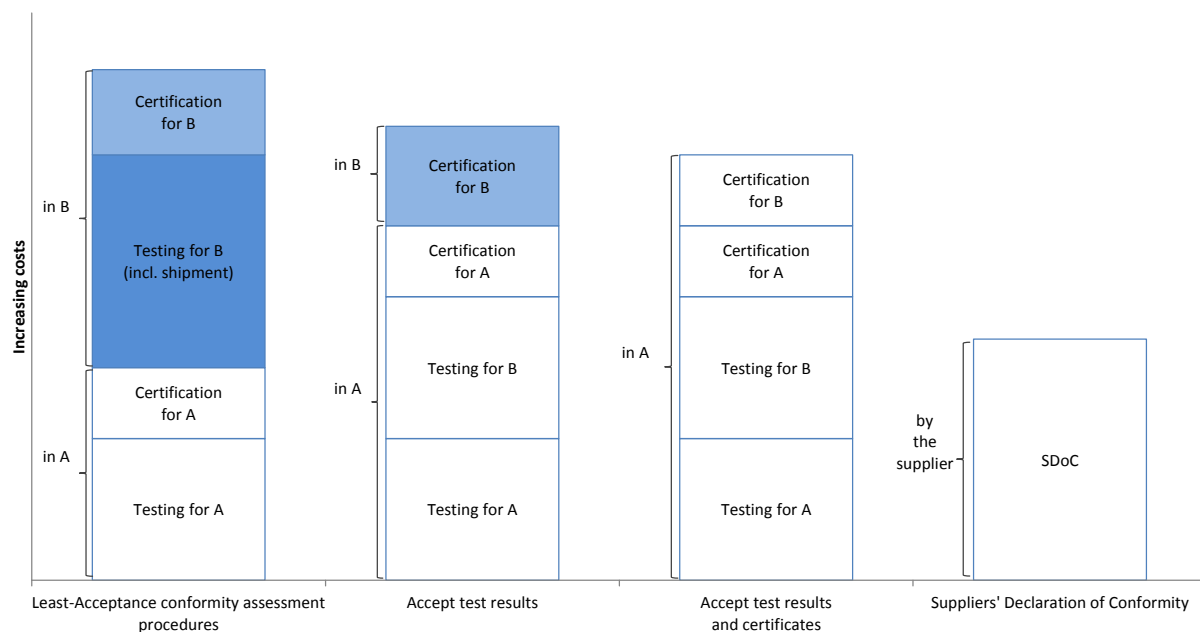 Increasing costs
in B
Certification
for B
Testing for B
(incl. shipment)
in A
Certification
for A
Testing for A
Least-Acceptance conformity assessment
procedures
in B
Certification
for B
in A
Certification
for A
Testing for B
Testing for A
Accept test results
in A
Certification
for B
Certification
for A
Testing for B
Testing for A
Accept test results
and certificates
by
the
supplier
SDoC
Suppliers' Declaration of Conformity